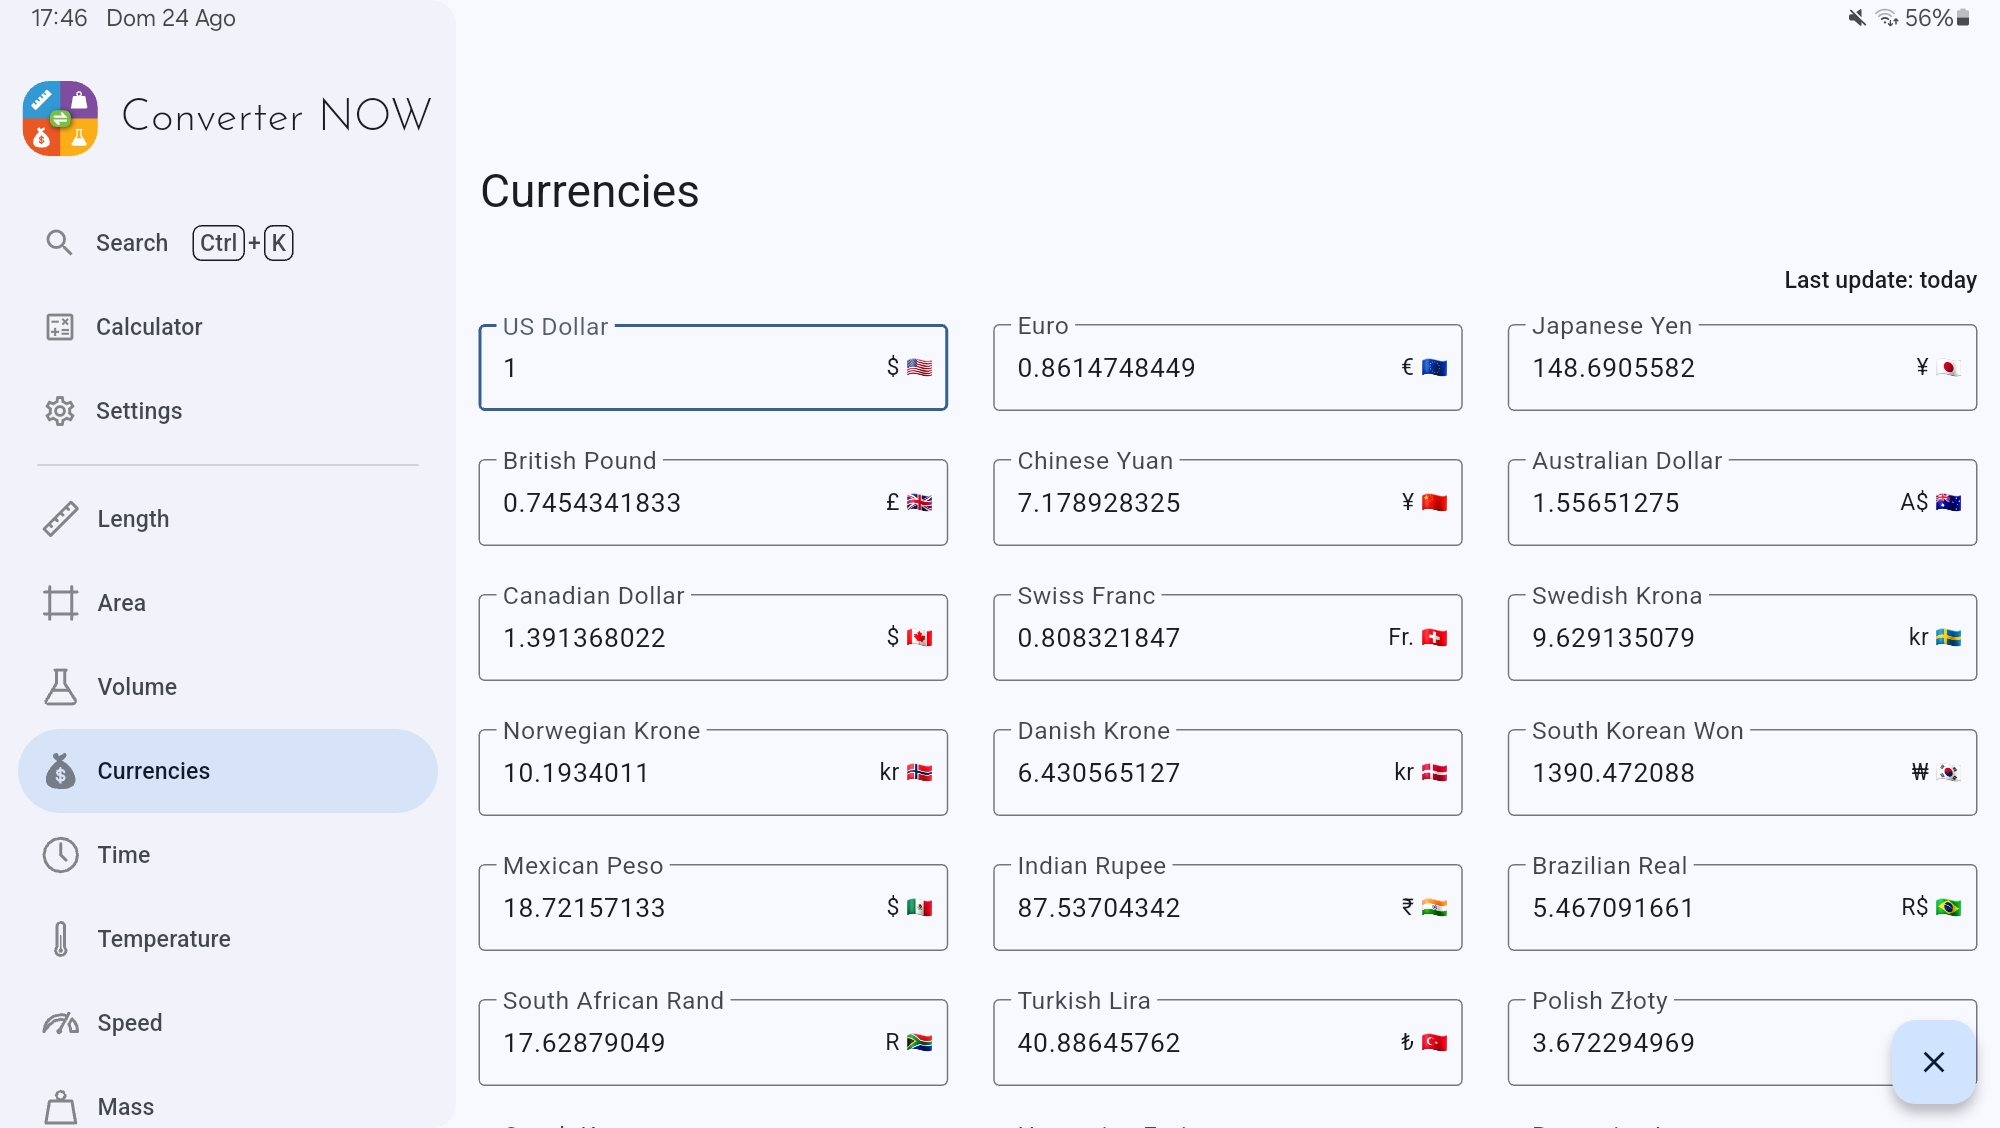 17:46 Dom 24 Ago
56%
Converter NOW
Search Ctrl + K
Calculator
Settings
Length
Area
Volume
Currencies
Time
Temperature
Speed
Mass
Currencies
Last update: today
US Dollar
1 $
Euro
0.8614748449 €
Japanese Yen
148.6905582 ¥
British Pound
0.7454341833 £
Chinese Yuan
7.178928325 ¥
Australian Dollar
1.55651275 A$
Canadian Dollar
1.391368022 $
Swiss Franc
0.808321847 Fr.
Swedish Krona
9.629135079 kr
Norwegian Krone
10.1934011 kr
Danish Krone
6.430565127 kr
South Korean Won
1390.472088 ₩
Mexican Peso
18.72157133 $
Indian Rupee
87.53704342 ₹
Brazilian Real
5.467091661 R$
South African Rand
17.62879049 R
Turkish Lira
40.88645762 ₺
Polish Złoty
3.672294969